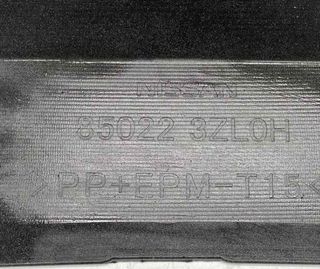 NISSAN
85022 3ZL0H
>PP+EPM-T15<